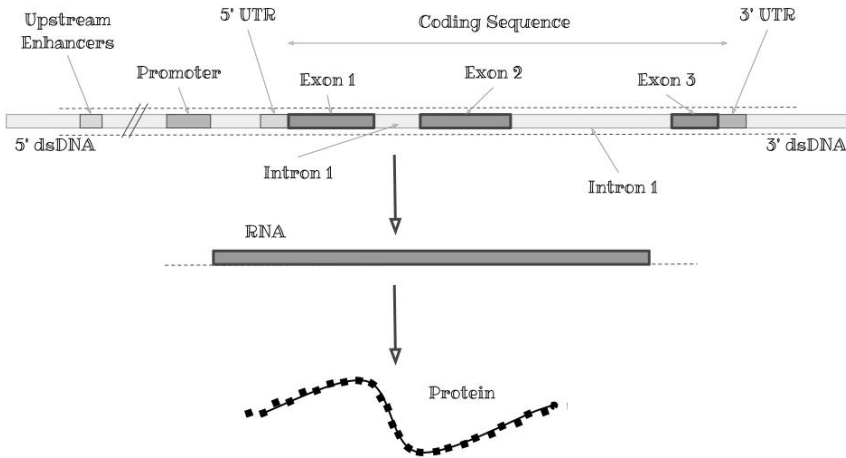 Upstream
Enhancers
5' UTR
Coding Sequence
3' UTR
Promoter
Exon 1
Exon 2
Exon 3
5' dsDNA
3' dsDNA
Intron 1
Intron 1
RNA
Protein